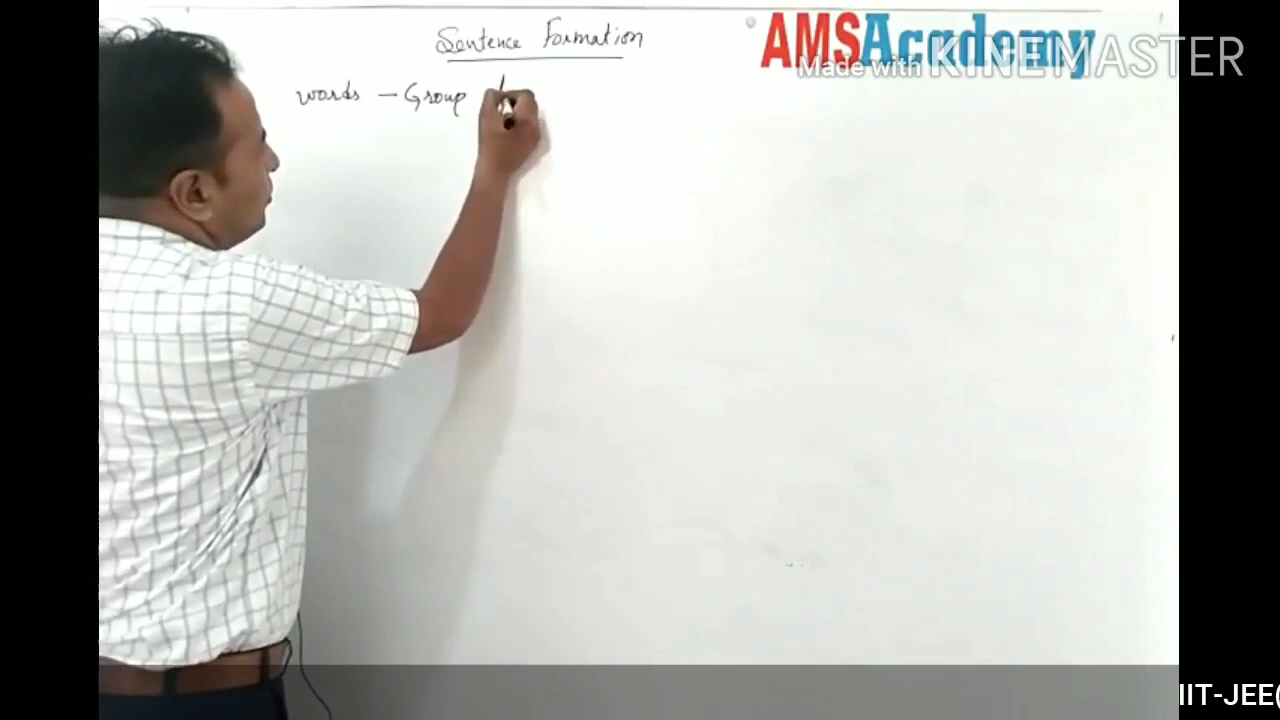 Sentence Formation
AMSAcademy
Made with KINEMASTER
words – Group
IIT-JEE(